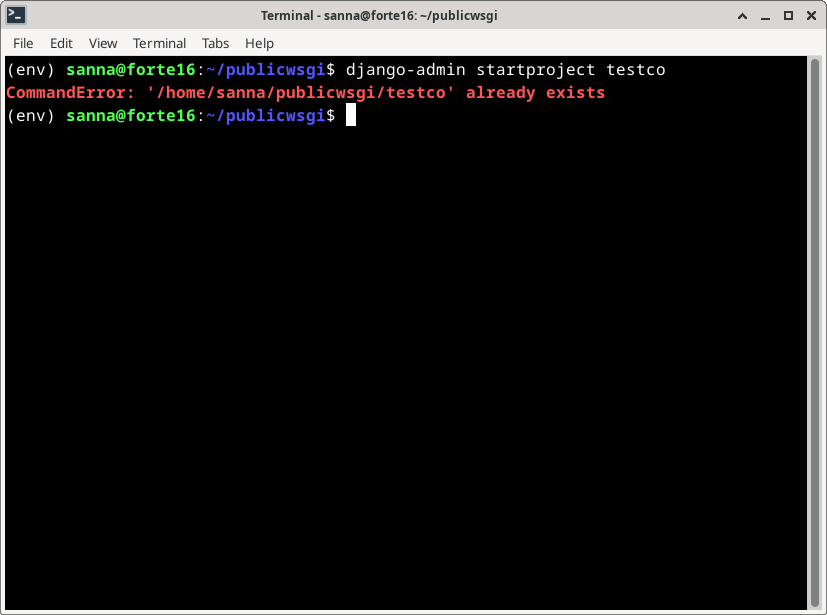 Terminal - sanna@forte16: ~/publicwsgi
File Edit View Terminal Tabs Help
(env) sanna@forte16:~/publicwsgi$ django-admin startproject testco
CommandError: '/home/sanna/publicwsgi/testco' already exists
(env) sanna@forte16:~/publicwsgi$